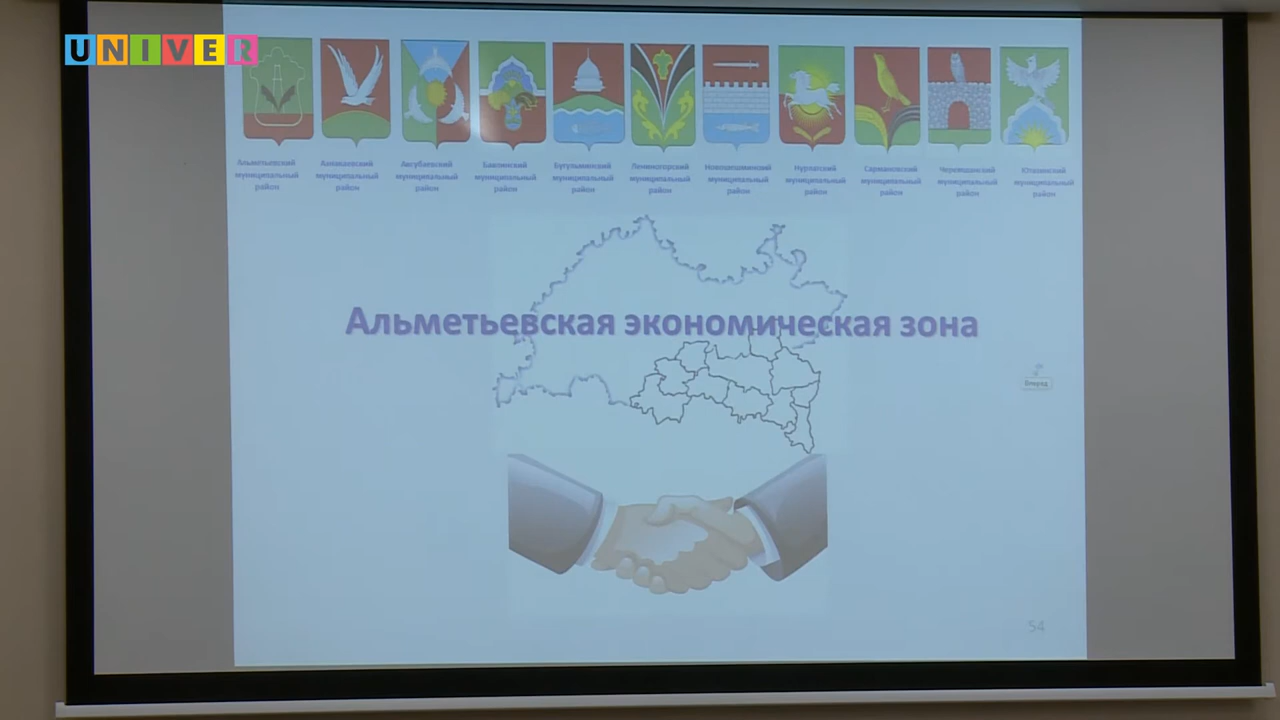 UNIVER
Альметьевский
муниципальный
район
Азнакаевский
муниципальный
район
Аксубаевский
муниципальный
район
Бавлинский
муниципальный
район
Бугульминский
муниципальный
район
Лениногорский
муниципальный
район
Новошешминский
муниципальный
район
Нурлатский
муниципальный
район
Сармановский
муниципальный
район
Черемшанский
муниципальный
район
Ютазинский
муниципальный
район
Альметьевская экономическая зона
Вперед
54